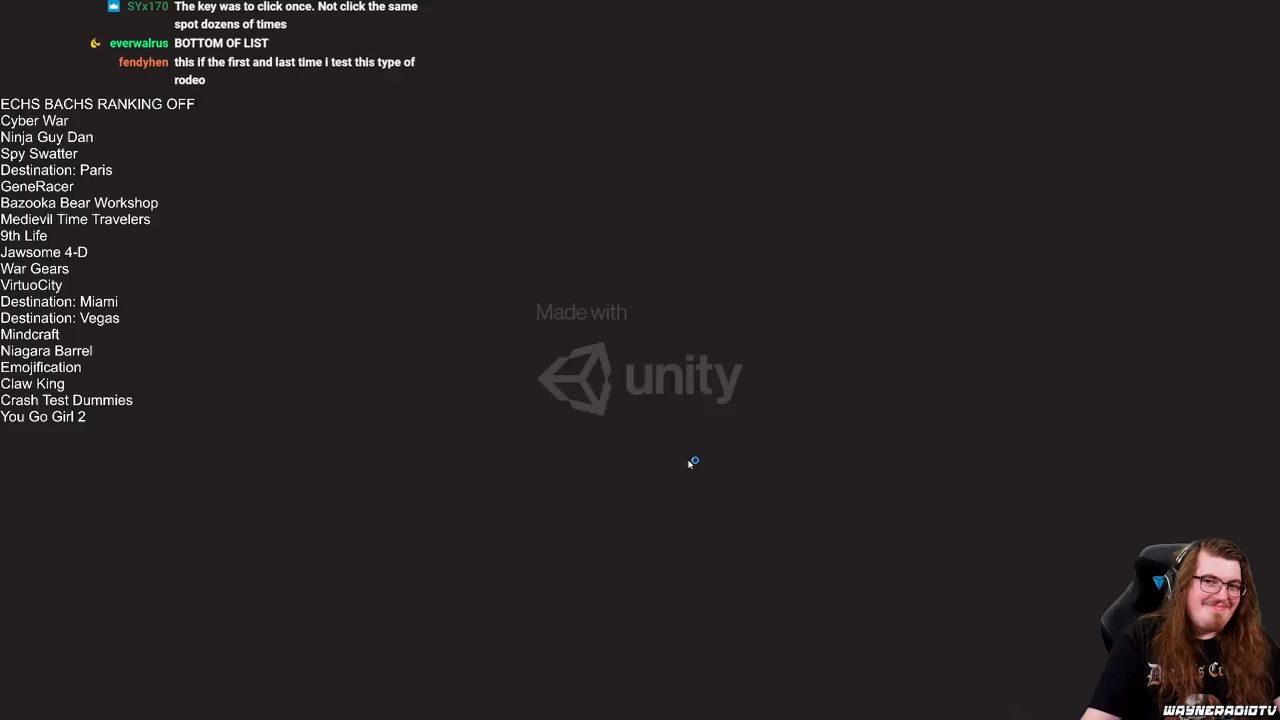 SYx170 The key was to click once. Not click the same
spot dozens of times
everwalrus BOTTOM OF LIST
fendyhen this if the first and last time i test this type of
rodeo
ECHS BACHS RANKING OFF
Cyber War
Ninja Guy Dan
Spy Swatter
Destination: Paris
GeneRacer
Bazooka Bear Workshop
Medievil Time Travelers
9th Life
Jawsome 4-D
War Gears
VirtuoCity
Destination: Miami
Destination: Vegas
Mindcraft
Niagara Barrel
Emojification
Claw King
Crash Test Dummies
You Go Girl 2
Made with
unity
WAYNERADIOTV